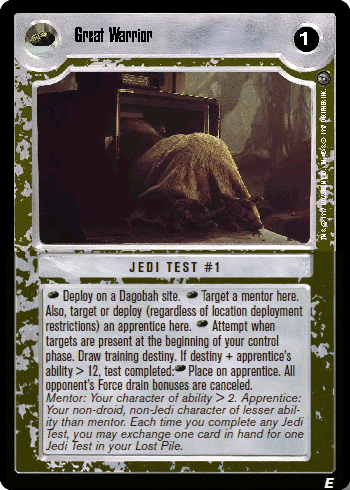 Great Warrior
1
JEDI TEST #1
Deploy on a Dagobah site. Target a mentor here.
Also, target or deploy (regardless of location deployment
restrictions) an apprentice here. Attempt when
targets are present at the beginning of your control
phase. Draw training destiny. If destiny + apprentice's
ability > 12, test completed: Place on apprentice. All
opponent's Force drain bonuses are canceled.
Mentor: Your character of ability > 2. Apprentice:
Your non-droid, non-Jedi character of lesser abil-
ity than mentor. Each time you complete any Jedi
Test, you may exchange one card in hand for one
Jedi Test in your Lost Pile.
E